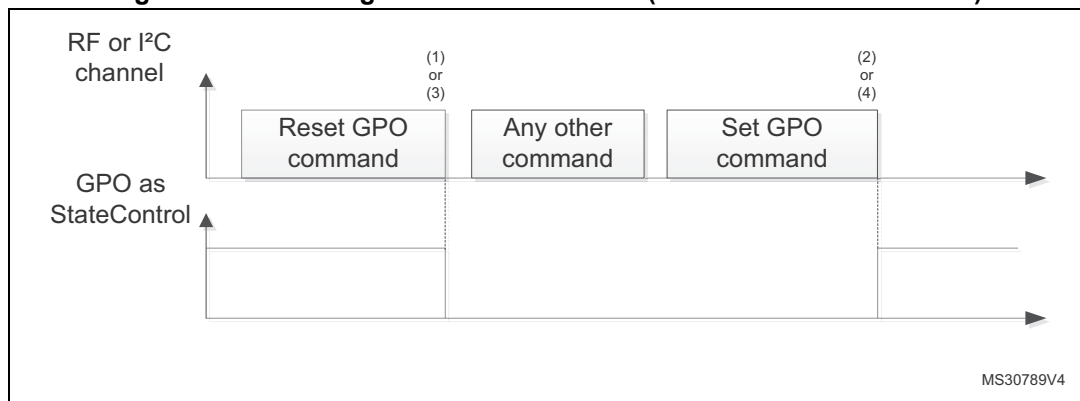 RF or I²C
channel
(1)
or
(3)
(2)
or
(4)
Reset GPO
command
Any other
command
Set GPO
command
GPO as
StateControl
MS30789V4